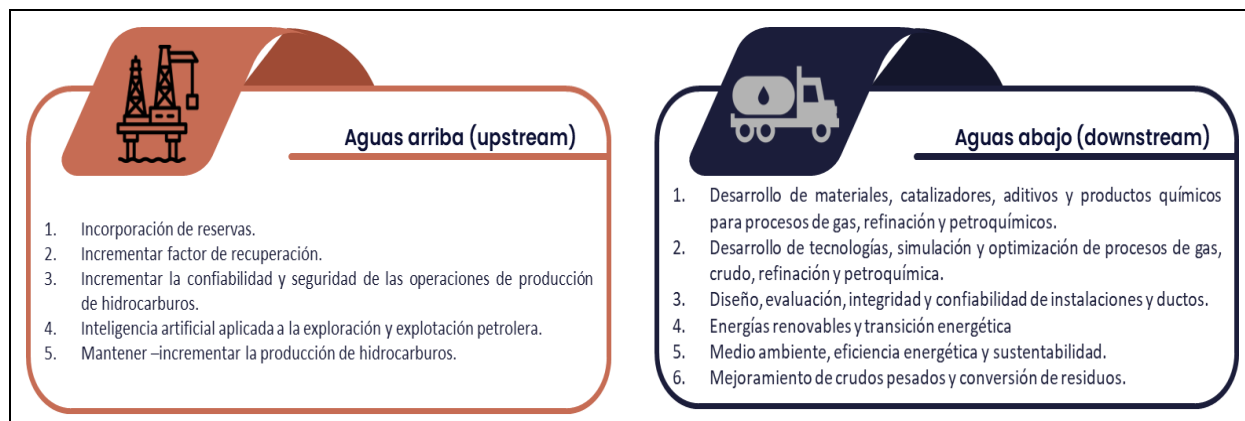 Aguas arriba (upstream)
1. Incorporación de reservas.
2. Incrementar factor de recuperación.
3. Incrementar la confiabilidad y seguridad de las operaciones de producción
de hidrocarburos.
4. Inteligencia artificial aplicada a la exploración y explotación petrolera.
5. Mantener –incrementar la producción de hidrocarburos.
Aguas abajo (downstream)
1. Desarrollo de materiales, catalizadores, aditivos y productos químicos
para procesos de gas, refinación y petroquímicos.
2. Desarrollo de tecnologías, simulación y optimización de procesos de gas,
crudo, refinación y petroquímica.
3. Diseño, evaluación, integridad y confiabilidad de instalaciones y ductos.
4. Energías renovables y transición energética
5. Medio ambiente, eficiencia energética y sustentabilidad.
6. Mejoramiento de crudos pesados y conversión de residuos.